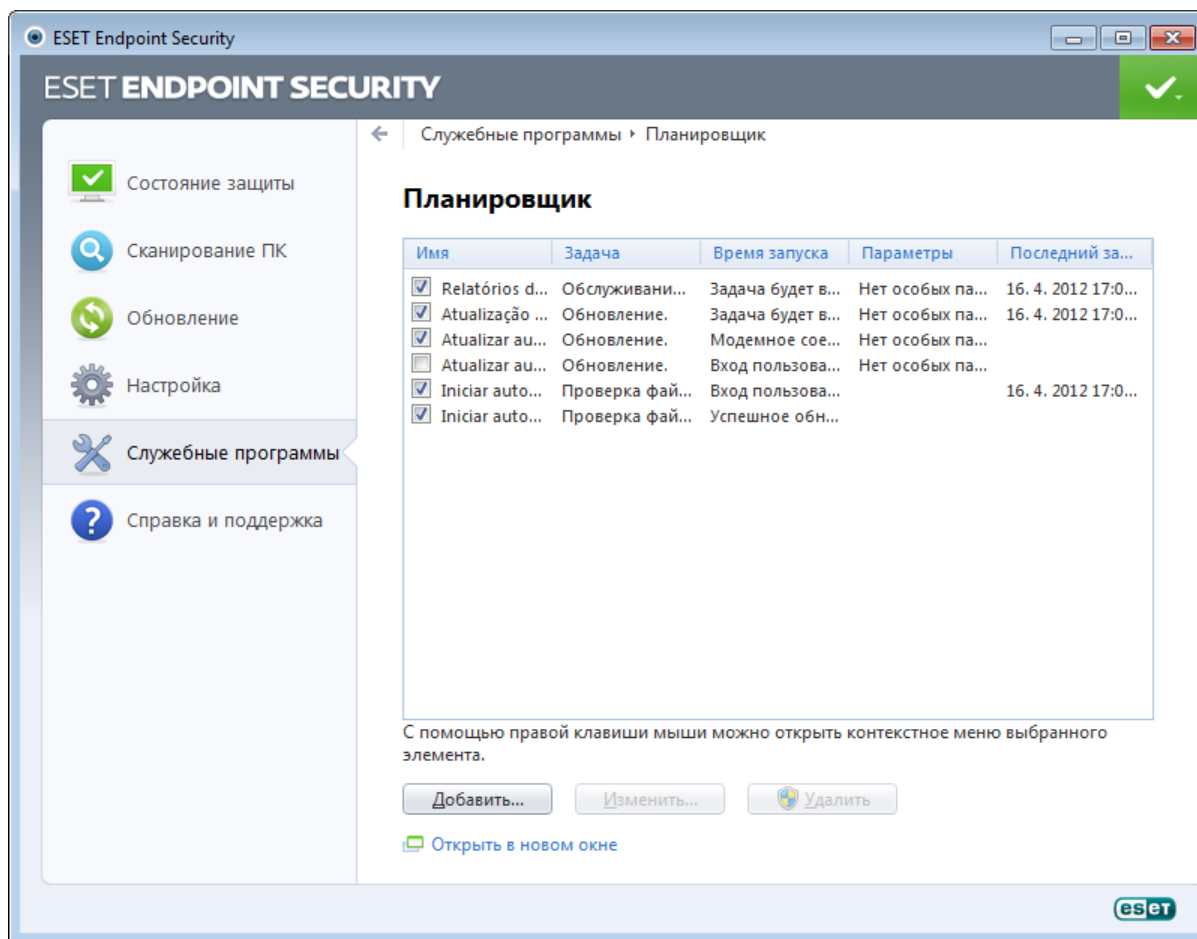 ESET Endpoint Security
ESET ENDPOINT SECURITY
Служебные программы Планировщик
Состояние защиты
Сканирование ПК
Обновление
Настройка
Служебные программы
Справка и поддержка
Планировщик
Имя Задача Время запуска Параметры Последний за...
Relatórios d... Обслуживани... Задача будет в... Нет особых па... 16. 4. 2012 17:0...
Atualização ... Обновление. Задача будет в... Нет особых па... 16. 4. 2012 17:0...
Atualizar au... Обновление. Модемное сое... Нет особых па...
Atualizar au... Обновление. Вход пользова... Нет особых па...
Iniciar auto... Проверка фай... Вход пользова... 16. 4. 2012 17:0...
Iniciar auto... Проверка фай... Успешное обн...
С помощью правой клавиши мыши можно открыть контекстное меню выбранного
элемента.
Добавить... Изменить... Удалить
Открыть в новом окне
eset